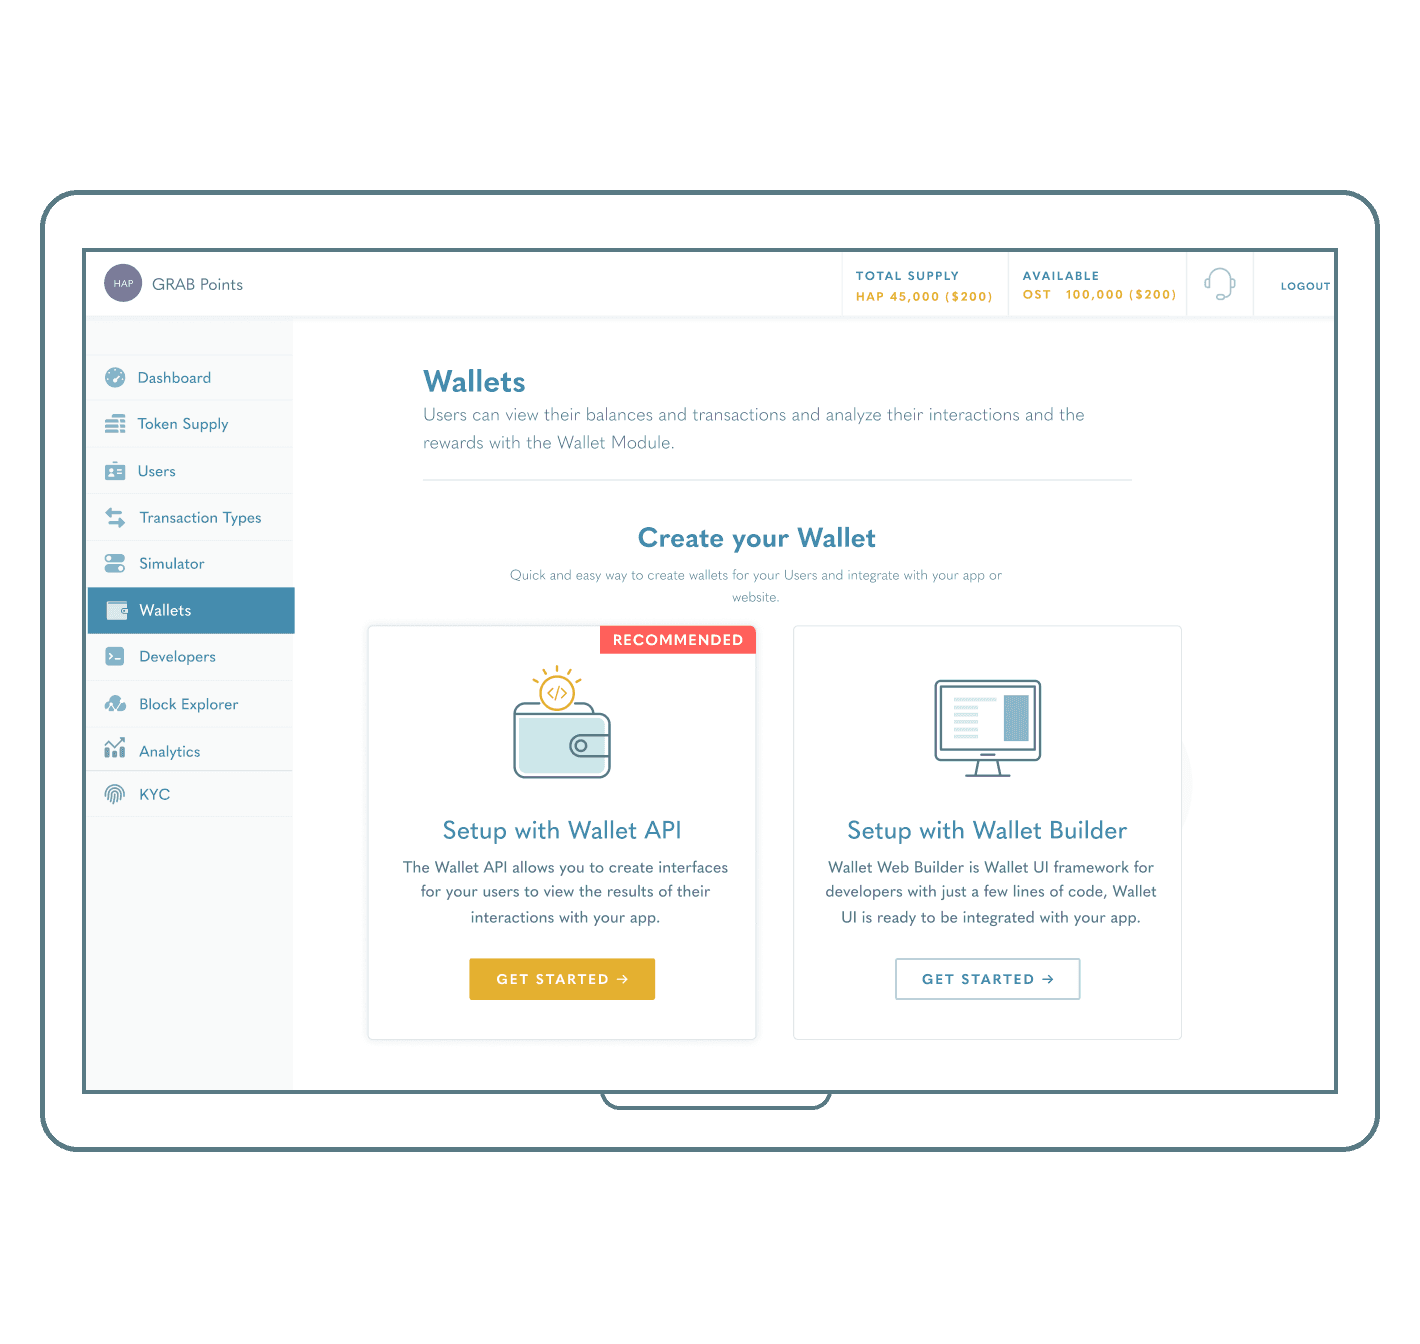 HAP
GRAB Points
TOTAL SUPPLY
HAP 45,000 ($200)
AVAILABLE
OST 100,000 ($200)
LOGOUT
Dashboard
Token Supply
Users
Transaction Types
Simulator
Wallets
Developers
Block Explorer
Analytics
KYC
Wallets
Users can view their balances and transactions and analyze their interactions and the
rewards with the Wallet Module.
Create your Wallet
Quick and easy way to create wallets for your Users and integrate with your app or
website.
RECOMMENDED
</>
Setup with Wallet API
The Wallet API allows you to create interfaces
for your users to view the results of their
interactions with your app.
GET STARTED →
Setup with Wallet Builder
Wallet Web Builder is Wallet UI framework for
developers with just a few lines of code, Wallet
UI is ready to be integrated with your app.
GET STARTED →